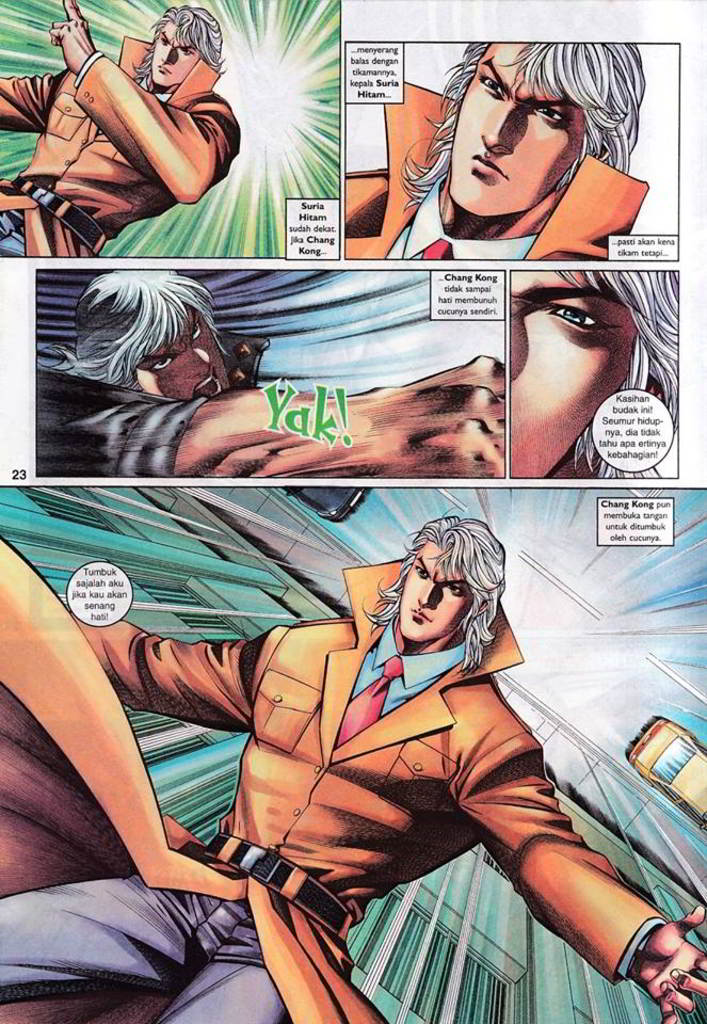 Suria
Hitam
sudah dekat.
Jika Chang
Kong...
...menyerang
balas dengan
tikamannya,
kepala Suria
Hitam...
...pasti akan kena
tikam tetapi...
...Chang Kong
tidak sampai
hati membunuh
cucunya sendiri.
Yak!
Kasihan
budak ini!
Seumur hidup-
nya, dia tidak
tahu apa ertinya
kebahagian!
23
Chang Kong pun
membuka tangan
untuk ditumbuk
oleh cucunya.
Tumbuk
sajalah aku
jika kau akan
senang
hati!